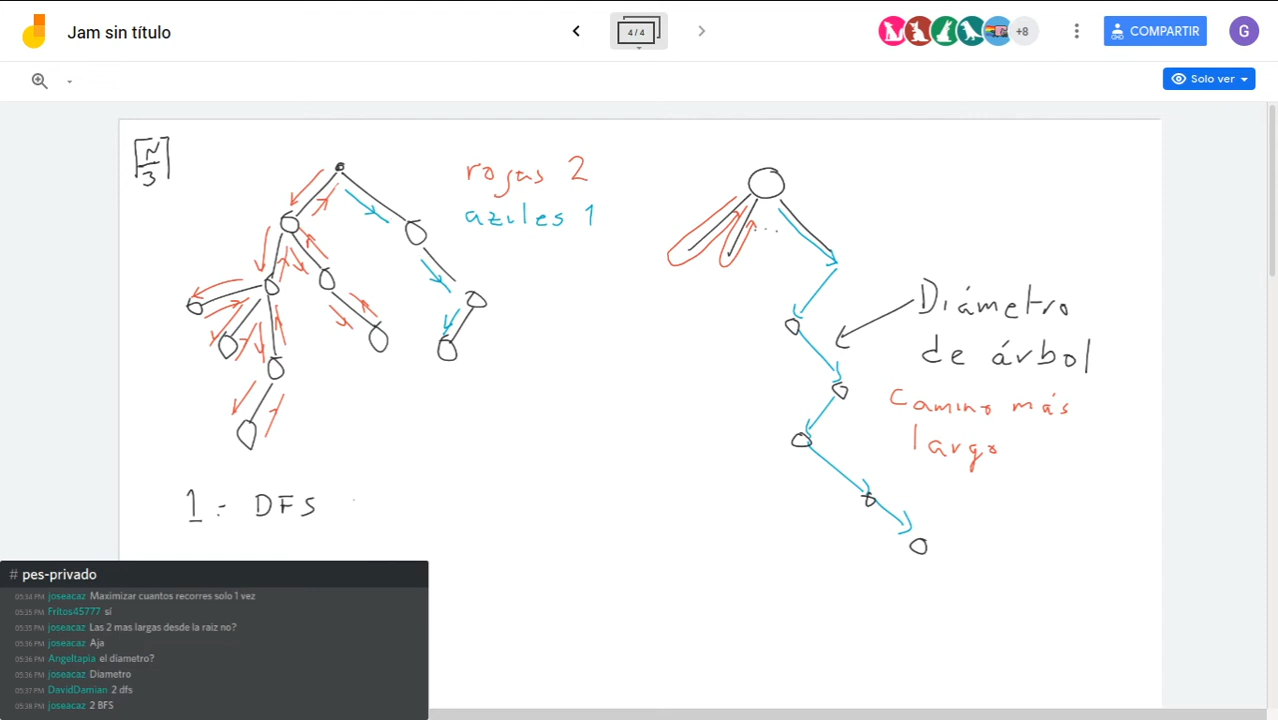 Jam sin título
4 / 4
+8
COMPARTIR
G
Solo ver
N
3
rojas 2
azules 1
Diámetro
de árbol
camino más
largo
1 : DFS
# pes-privado
05:34 PM joseacaz Maximizar cuantos recorres solo 1 vez
05:35 PM Fritos45777 sí
05:35 PM joseacaz Las 2 mas largas desde la raiz no?
05:36 PM joseacaz Aja
05:36 PM Angeltapia el diametro?
05:36 PM joseacaz Diametro
05:37 PM DavidDamian 2 dfs
05:38 PM joseacaz 2 BFS